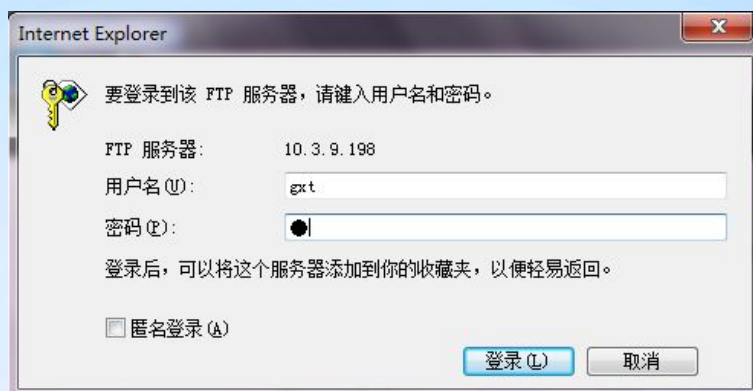 Internet Explorer
要登录到该 FTP 服务器，请键入用户名和密码。
FTP 服务器: 10.3.9.198
用户名(U): gxt
密码(P): ●
登录后，可以将这个服务器添加到你的收藏夹，以便轻易返回。
匿名登录(A)
登录(L) 取消